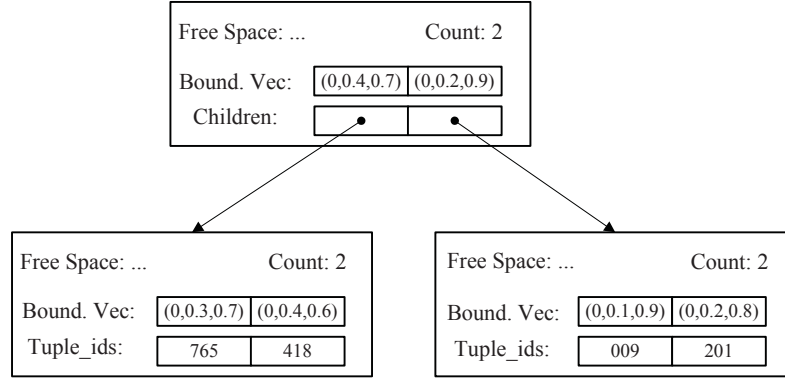 Free Space: ... Count: 2
Bound. Vec: (0,0.4,0.7) (0,0.2,0.9)
Children:
Free Space: ... Count: 2
Bound. Vec: (0,0.3,0.7) (0,0.4,0.6)
Tuple_ids: 765 418
Free Space: ... Count: 2
Bound. Vec: (0,0.1,0.9) (0,0.2,0.8)
Tuple_ids: 009 201